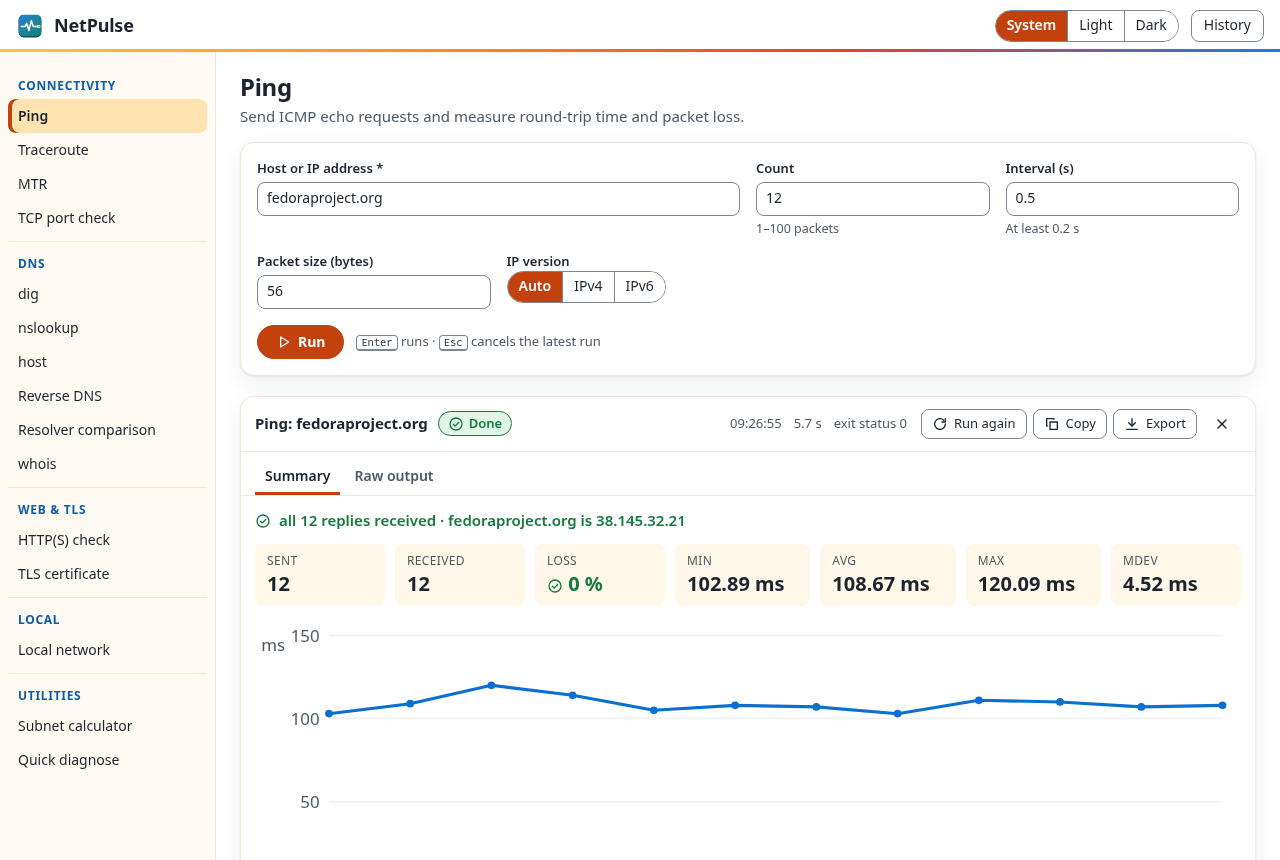 NetPulse
System Light Dark History
CONNECTIVITY
Ping
Traceroute
MTR
TCP port check
DNS
dig
nslookup
host
Reverse DNS
Resolver comparison
whois
WEB & TLS
HTTP(S) check
TLS certificate
LOCAL
Local network
UTILITIES
Subnet calculator
Quick diagnose
Ping
Send ICMP echo requests and measure round-trip time and packet loss.
Host or IP address * Count Interval (s)
fedoraproject.org 12 0.5
1–100 packets At least 0.2 s
Packet size (bytes) IP version
56 Auto IPv4 IPv6
Run Enter runs · Esc cancels the latest run
Ping: fedoraproject.org Done 09:26:55 5.7 s exit status 0 Run again Copy Export
Summary Raw output
all 12 replies received · fedoraproject.org is 38.145.32.21
SENT RECEIVED LOSS MIN AVG MAX MDEV
12 12 0 % 102.89 ms 108.67 ms 120.09 ms 4.52 ms
150
ms
100
50